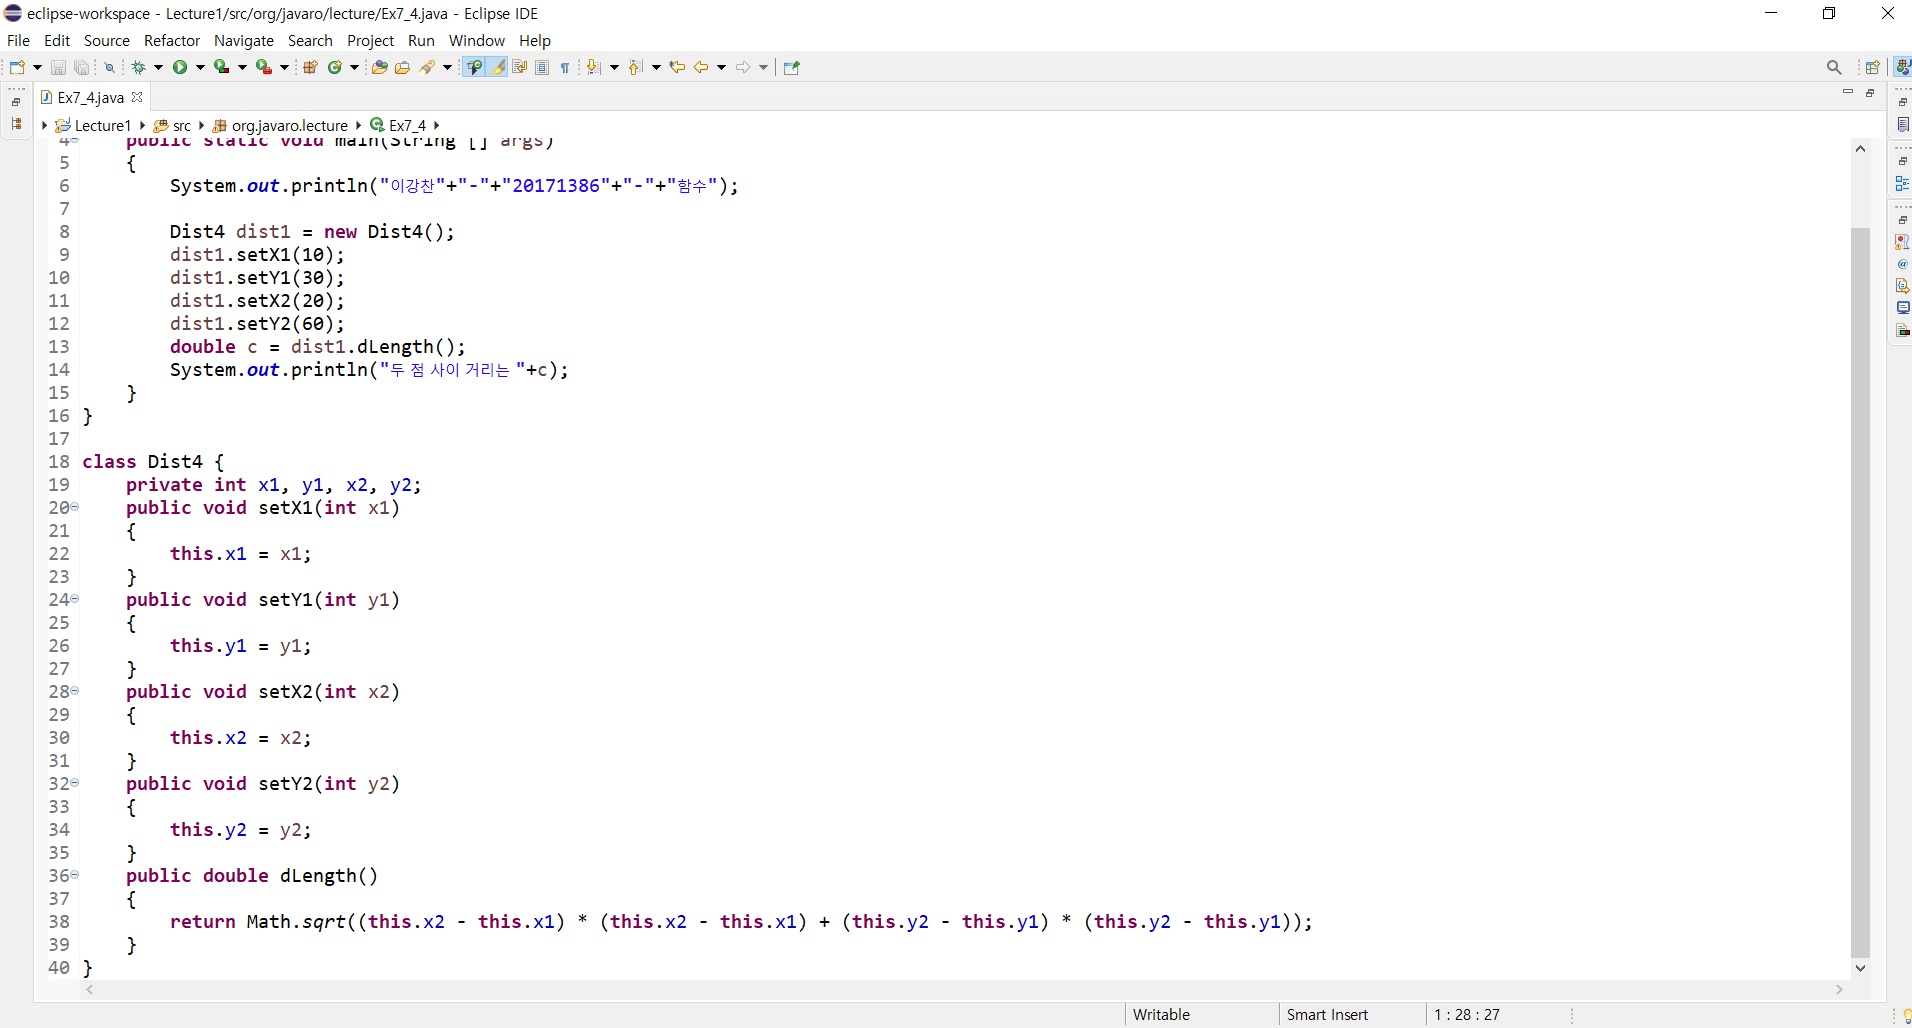 eclipse-workspace - Lecture1/src/org/javaro/lecture/Ex7_4.java - Eclipse IDE
File Edit Source Refactor Navigate Search Project Run Window Help
Ex7_4.java
Lecture1 src org.javaro.lecture Ex7_4
4 public static void main(String [] args)
5 {
6 System.out.println("이강찬"+"-"+"20171386"+"-"+"함수");
7
8 Dist4 dist1 = new Dist4();
9 dist1.setX1(10);
10 dist1.setY1(30);
11 dist1.setX2(20);
12 dist1.setY2(60);
13 double c = dist1.dLength();
14 System.out.println("두 점 사이 거리는 "+c);
15 }
16 }
17
18 class Dist4 {
19 private int x1, y1, x2, y2;
20 public void setX1(int x1)
21 {
22 this.x1 = x1;
23 }
24 public void setY1(int y1)
25 {
26 this.y1 = y1;
27 }
28 public void setX2(int x2)
29 {
30 this.x2 = x2;
31 }
32 public void setY2(int y2)
33 {
34 this.y2 = y2;
35 }
36 public double dLength()
37 {
38 return Math.sqrt((this.x2 - this.x1) * (this.x2 - this.x1) + (this.y2 - this.y1) * (this.y2 - this.y1));
39 }
40 }
Writable Smart Insert 1 : 28 : 27